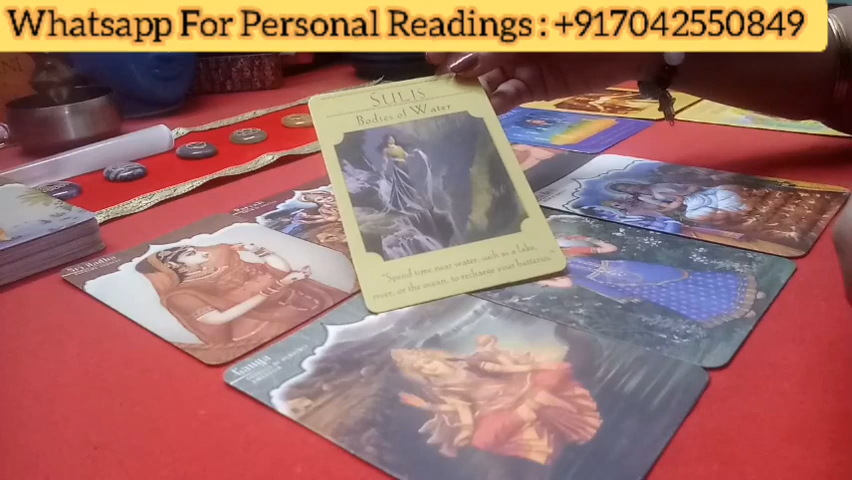 Whatsapp For Personal Readings : +917042550849
SULIS
Bodies of Water
"Spend time near water, such as a lake,
river, or the ocean, to recharge your batteries."
Sri Radha
Ganga